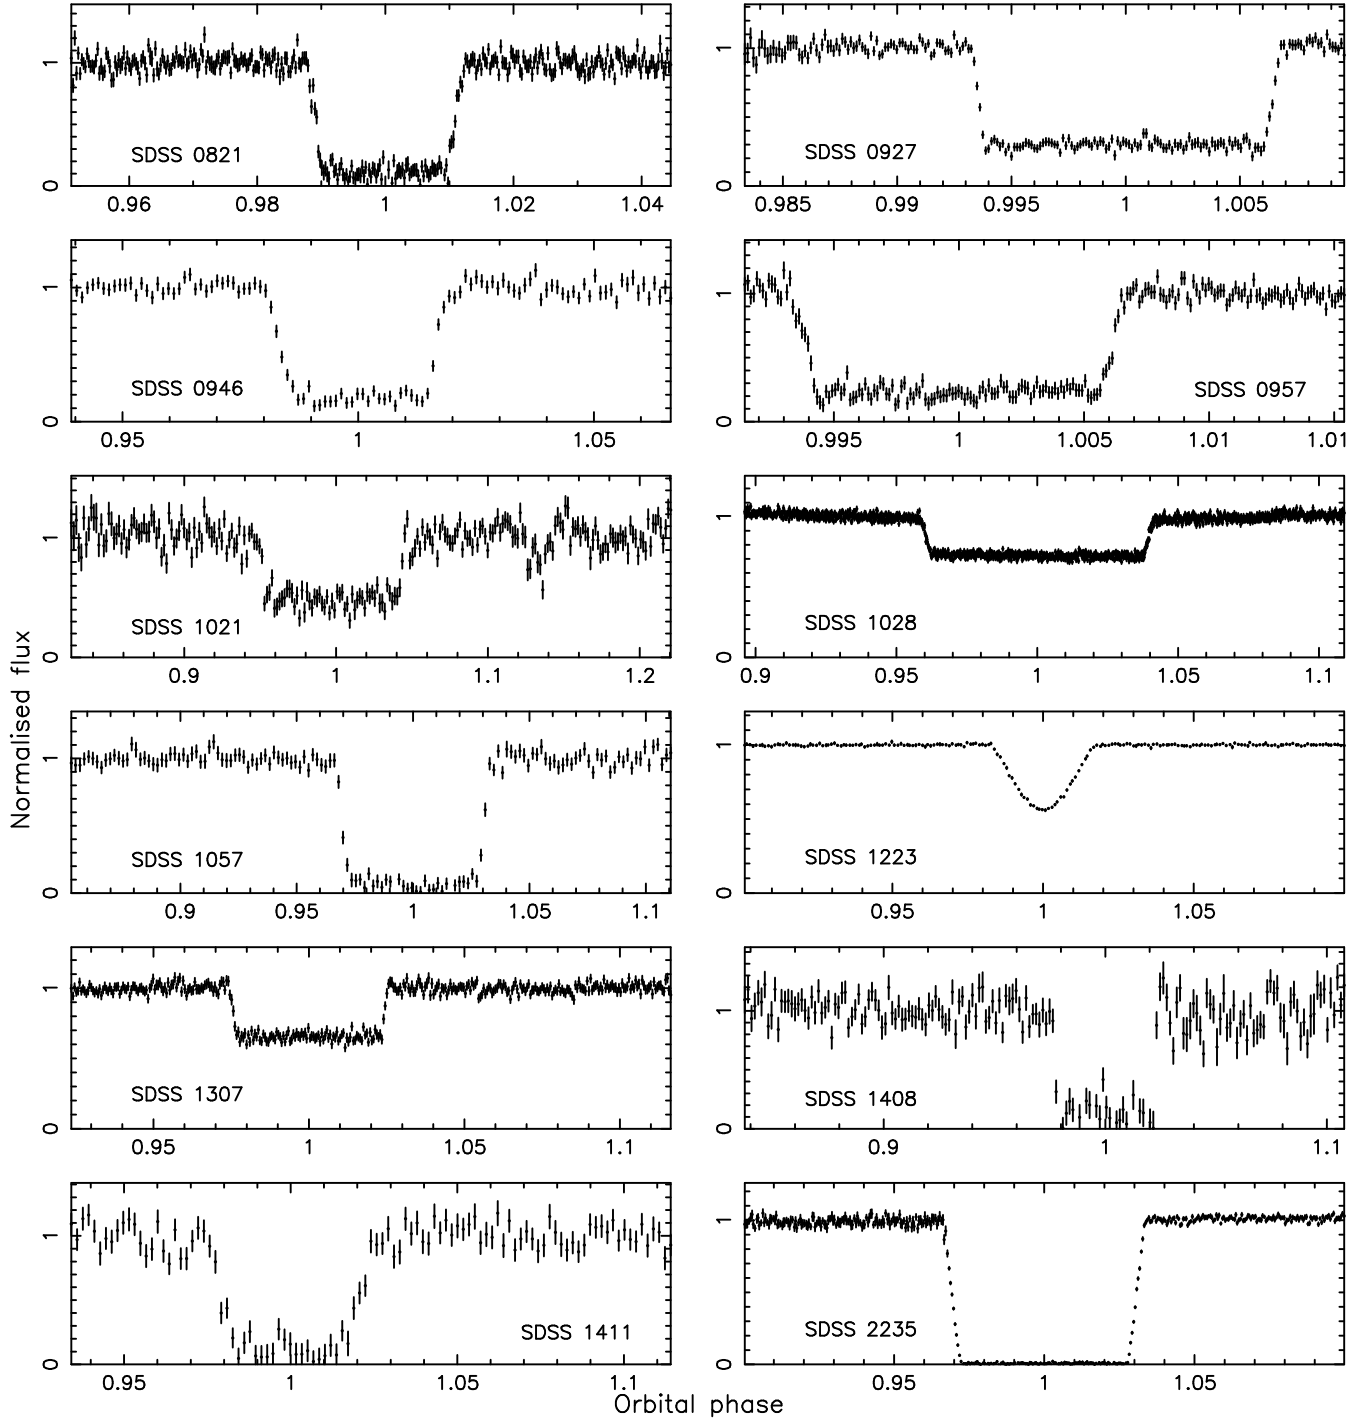 1
0
SDSS 0821
0.96 0.98 1 1.02 1.04
1
0
SDSS 0927
0.985 0.99 0.995 1 1.005
1
0
SDSS 0946
0.95 1 1.05
1
0
SDSS 0957
0.995 1 1.005 1.01 1.01
1
0
SDSS 1021
0.9 1 1.1 1.2
1
0
SDSS 1028
0.9 0.95 1 1.05 1.1
1
0
SDSS 1057
0.9 0.95 1 1.05 1.1
1
0
SDSS 1223
0.95 1 1.05
1
0
SDSS 1307
0.95 1 1.05 1.1
1
0
SDSS 1408
0.9 1 1.1
1
0
SDSS 1411
0.95 1 1.05 1.1
1
0
SDSS 2235
0.95 1 1.05
Normalised flux
Orbital phase